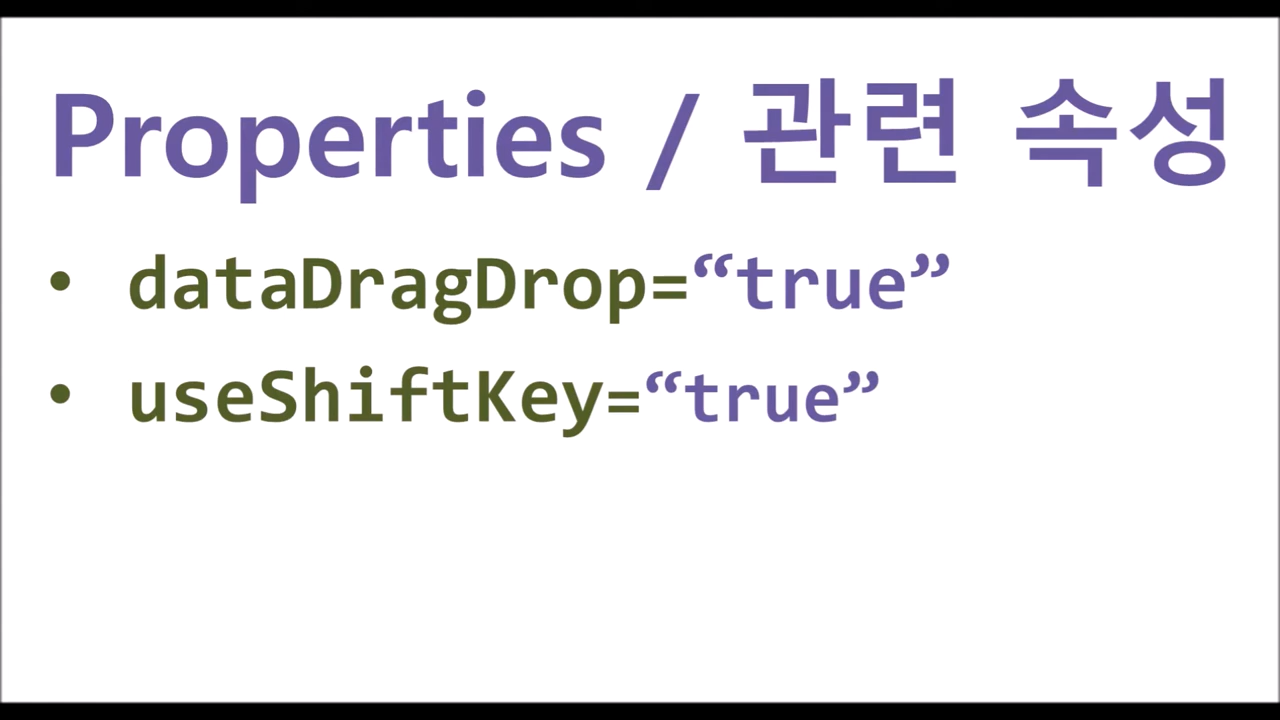 Properties / 관련 속성
• dataDragDrop=“true”
• useShiftKey=“true”